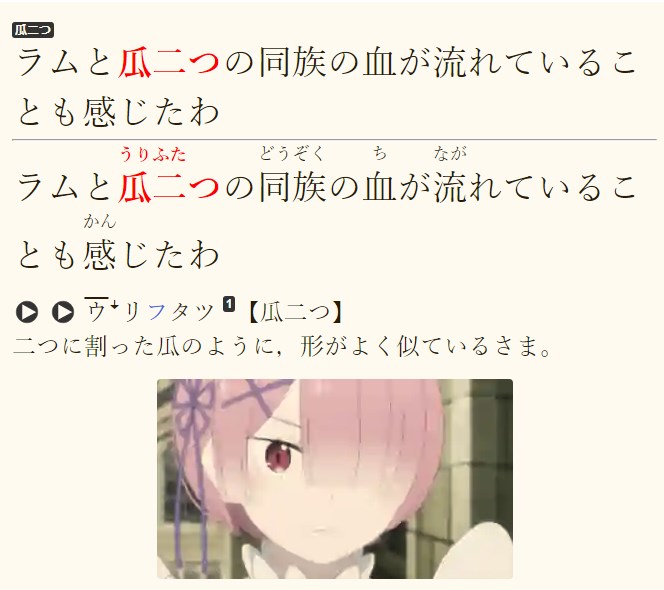 瓜二つ
ラムと瓜二つの同族の血が流れているこ
とも感じたわ
うりふた どうぞく ち なが
ラムと瓜二つの同族の血が流れているこ
かん
とも感じたわ
ウリフタツ 1【瓜二つ】
二つに割った瓜のように，形がよく似ているさま。